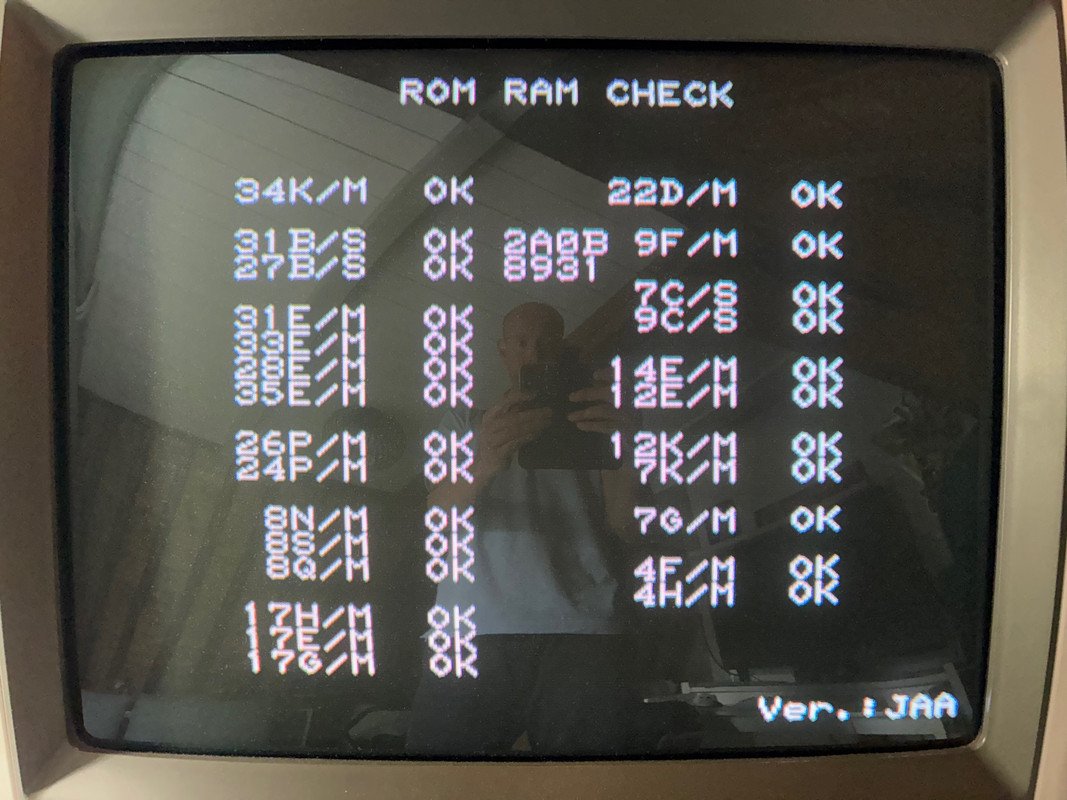 ROM RAM CHECK
34K/M OK 22D/M OK
31B/S OK 2A0B 9F/M OK
27B/S OK 8931
7C/S OK
31E/M OK 9C/S OK
33E/M OK
28E/M OK 14E/M OK
35E/M OK 12E/M OK
26P/M OK 12K/M OK
24P/M OK 7K/M OK
8N/M OK 7G/M OK
8S/M OK
8Q/M OK 4F/M OK
4H/M OK
17H/M OK
17E/M OK
17G/M OK
Ver.:JAA